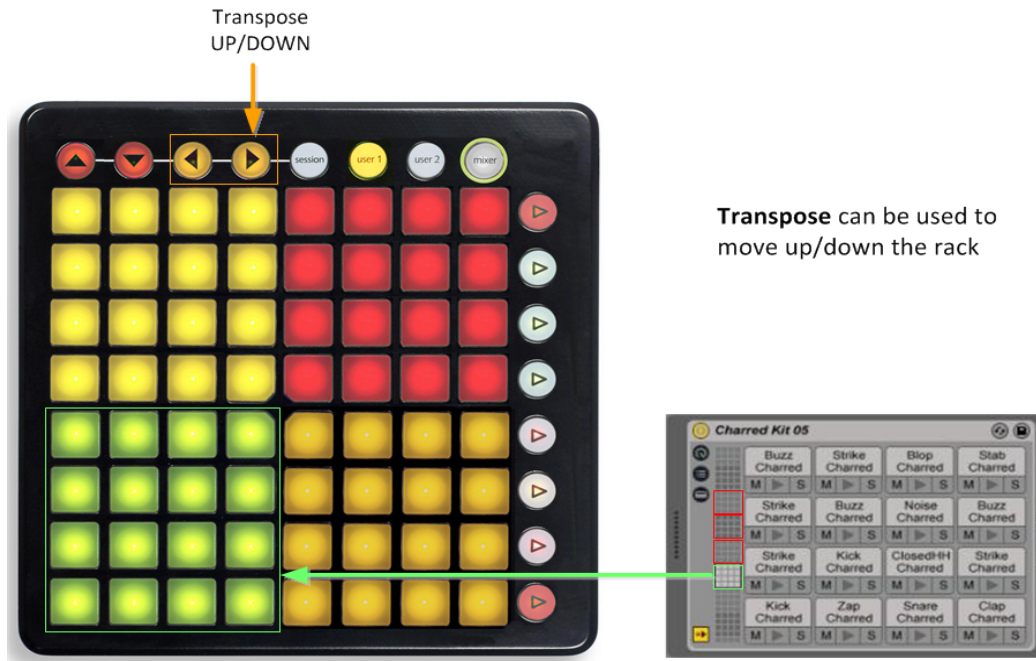 Transpose
UP/DOWN
session
user 1
user 2
mixer
Transpose can be used to
move up/down the rack
Charred Kit 05
Buzz Charred
Strike Charred
Blop Charred
Stab Charred
M S M S M S M S
Strike Charred
Buzz Charred
Noise Charred
Buzz Charred
M S M S M S M S
Strike Charred
Kick Charred
ClosedHH Charred
Strike Charred
M S M S M S M S
Kick Charred
Zap Charred
Snare Charred
Clap Charred
M S M S M S M S